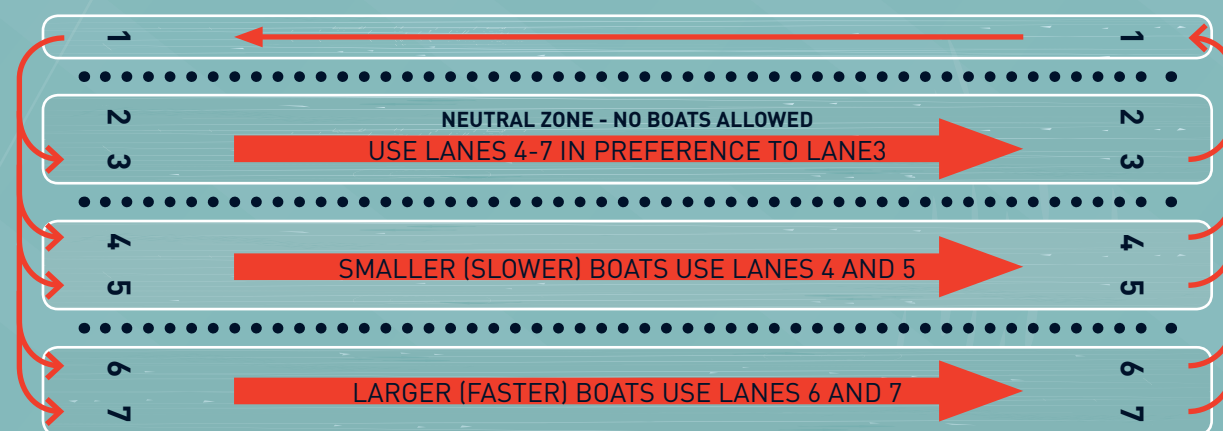 1 1
2 NEUTRAL ZONE - NO BOATS ALLOWED 2
3 USE LANES 4-7 IN PREFERENCE TO LANE3 3
4 4
SMALLER (SLOWER) BOATS USE LANES 4 AND 5
5 5
6 6
LARGER (FASTER) BOATS USE LANES 6 AND 7
7 7